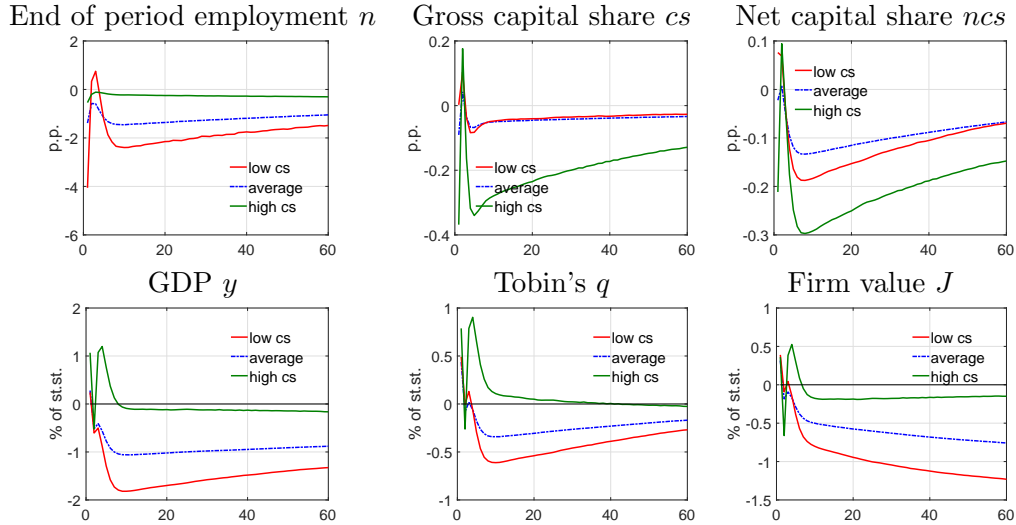 End of period employment n
Gross capital share cs
Net capital share ncs
2
0
-2
-4
-6
p.p.
0 20 40 60
low cs
average
high cs
0.2
0
-0.2
-0.4
p.p.
0 20 40 60
low cs
average
high cs
0.1
0
-0.1
-0.2
-0.3
p.p.
0 20 40 60
low cs
average
high cs
GDP y
Tobin's q
Firm value J
2
1
0
-1
-2
% of st.st.
0 20 40 60
low cs
average
high cs
1
0.5
0
-0.5
-1
% of st.st.
0 20 40 60
low cs
average
high cs
1
0.5
0
-0.5
-1
-1.5
% of st.st.
0 20 40 60
low cs
average
high cs